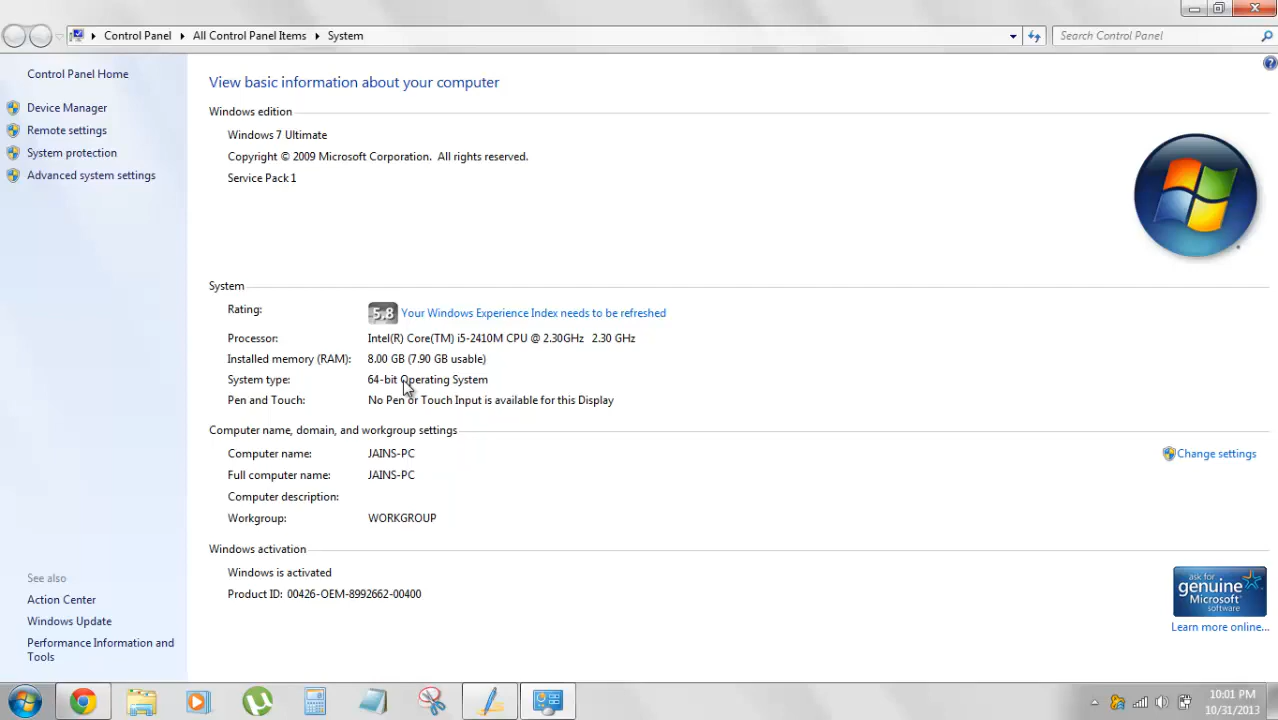 Control Panel
All Control Panel Items
System
Search Control Panel
Control Panel Home
Device Manager
Remote settings
System protection
Advanced system settings
View basic information about your computer
Windows edition
Windows 7 Ultimate
Copyright © 2009 Microsoft Corporation.  All rights reserved.
Service Pack 1
System
Rating: 5.8 Your Windows Experience Index needs to be refreshed
Processor: Intel(R) Core(TM) i5-2410M CPU @ 2.30GHz   2.30 GHz
Installed memory (RAM): 8.00 GB (7.90 GB usable)
System type: 64-bit Operating System
Pen and Touch: No Pen or Touch Input is available for this Display
Computer name, domain, and workgroup settings
Computer name: JAINS-PC
Change settings
Full computer name: JAINS-PC
Computer description:
Workgroup: WORKGROUP
Windows activation
Windows is activated
Product ID: 00426-OEM-8992662-00400
ask for
genuine
Microsoft
software
Learn more online...
See also
Action Center
Windows Update
Performance Information and
Tools
10:01 PM
10/31/2013